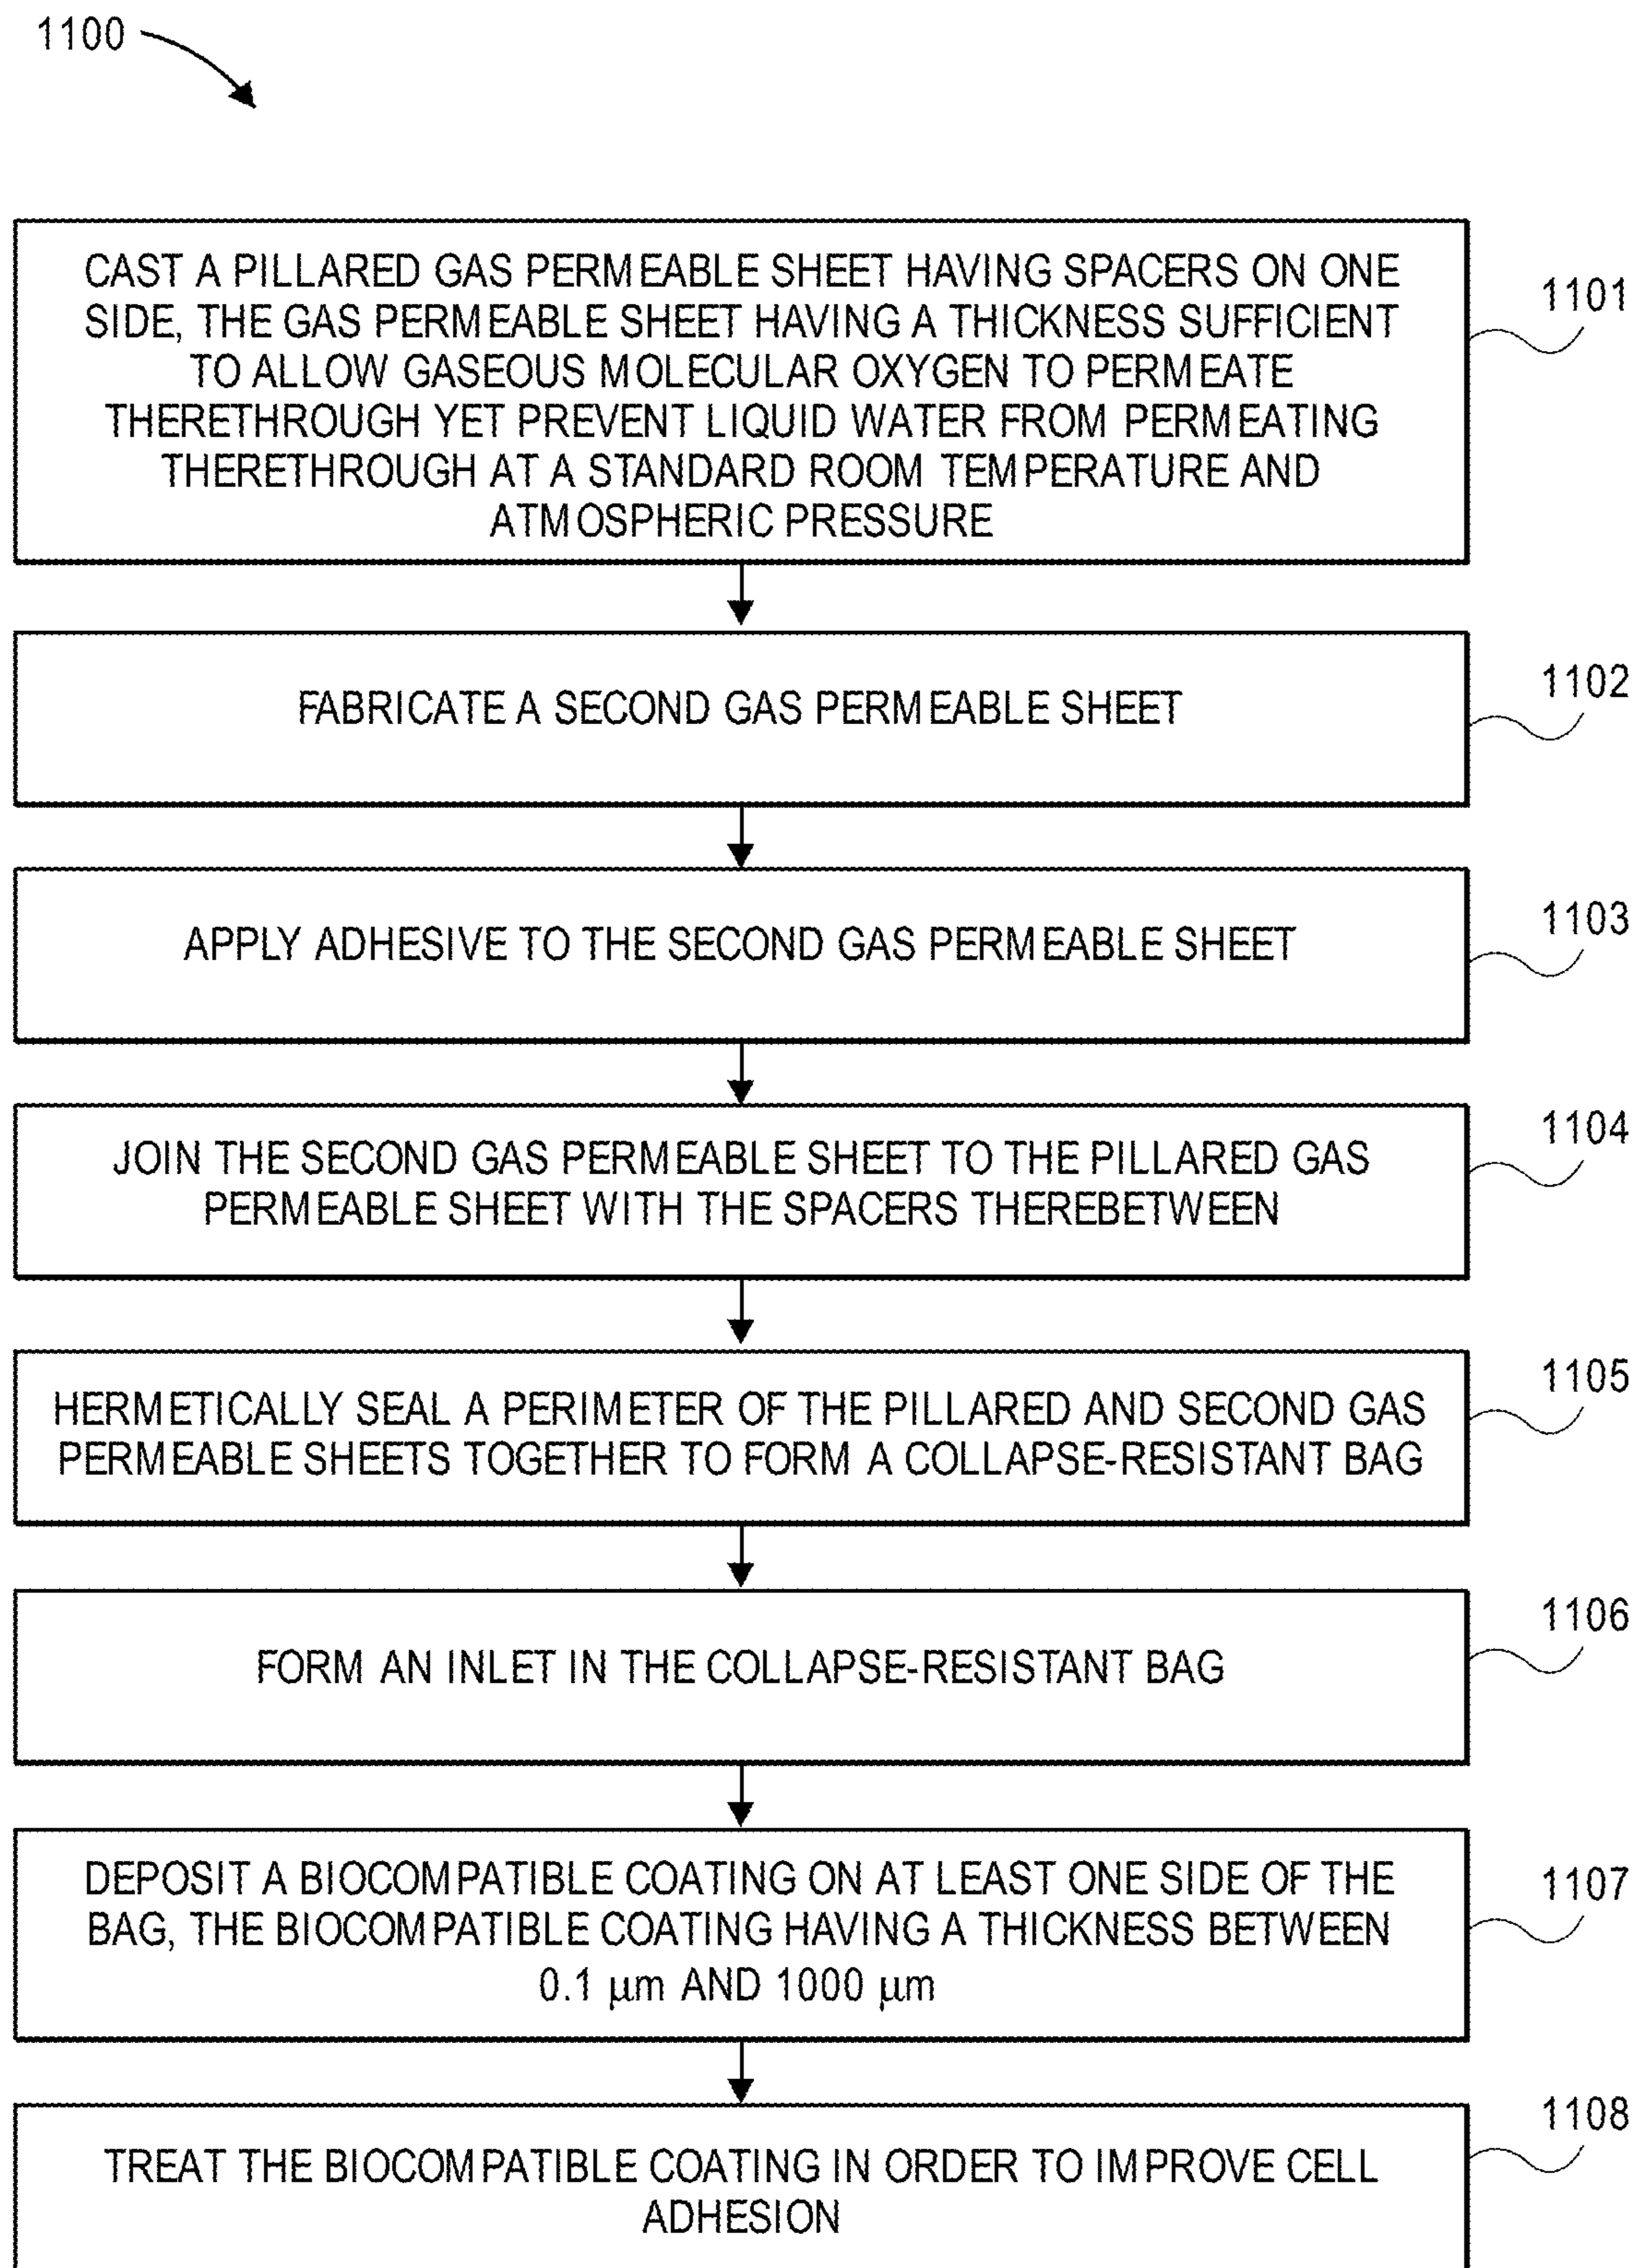 1100
CAST A PILLARED GAS PERMEABLE SHEET HAVING SPACERS ON ONE
SIDE, THE GAS PERMEABLE SHEET HAVING A THICKNESS SUFFICIENT
TO ALLOW GASEOUS MOLECULAR OXYGEN TO PERMEATE
THERETHROUGH YET PREVENT LIQUID WATER FROM PERMEATING
THERETHROUGH AT A STANDARD ROOM TEMPERATURE AND
ATMOSPHERIC PRESSURE
1101
FABRICATE A SECOND GAS PERMEABLE SHEET
1102
APPLY ADHESIVE TO THE SECOND GAS PERMEABLE SHEET
1103
JOIN THE SECOND GAS PERMEABLE SHEET TO THE PILLARED GAS
PERMEABLE SHEET WITH THE SPACERS THEREBETWEEN
1104
HERMETICALLY SEAL A PERIMETER OF THE PILLARED AND SECOND GAS
PERMEABLE SHEETS TOGETHER TO FORM A COLLAPSE-RESISTANT BAG
1105
FORM AN INLET IN THE COLLAPSE-RESISTANT BAG
1106
DEPOSIT A BIOCOMPATIBLE COATING ON AT LEAST ONE SIDE OF THE
BAG, THE BIOCOMPATIBLE COATING HAVING A THICKNESS BETWEEN
0.1 µm AND 1000 µm
1107
TREAT THE BIOCOMPATIBLE COATING IN ORDER TO IMPROVE CELL
ADHESION
1108